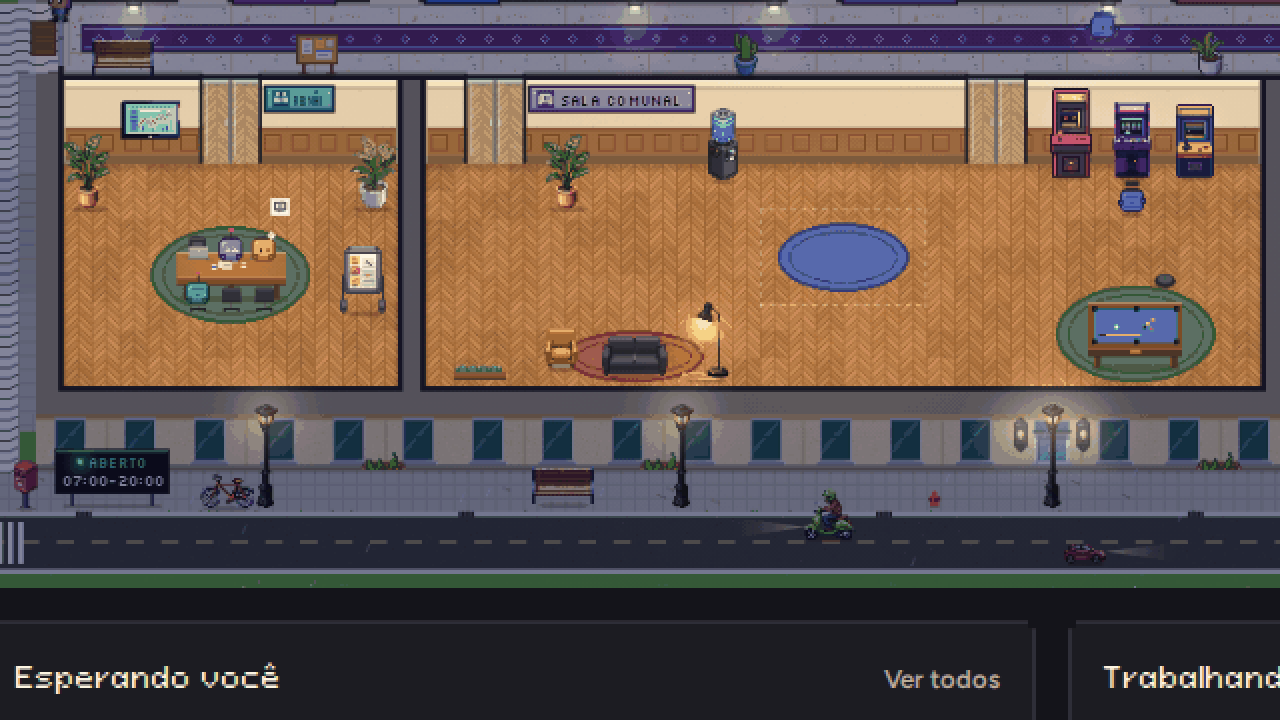 SALA COMUNAL
ABERTO
07:00-20:00
Esperando você
Ver todos
Trabalhand